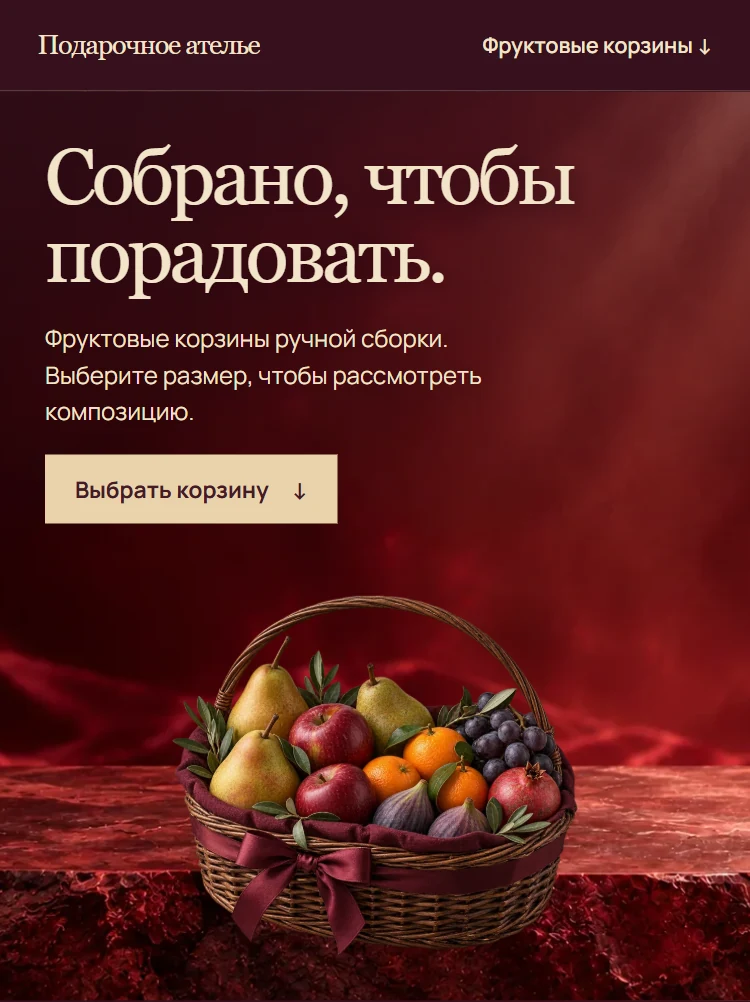 Подарочное ателье
Фруктовые корзины ↓
Собрано, чтобы
порадовать.
Фруктовые корзины ручной сборки.
Выберите размер, чтобы рассмотреть
композицию.
Выбрать корзину ↓